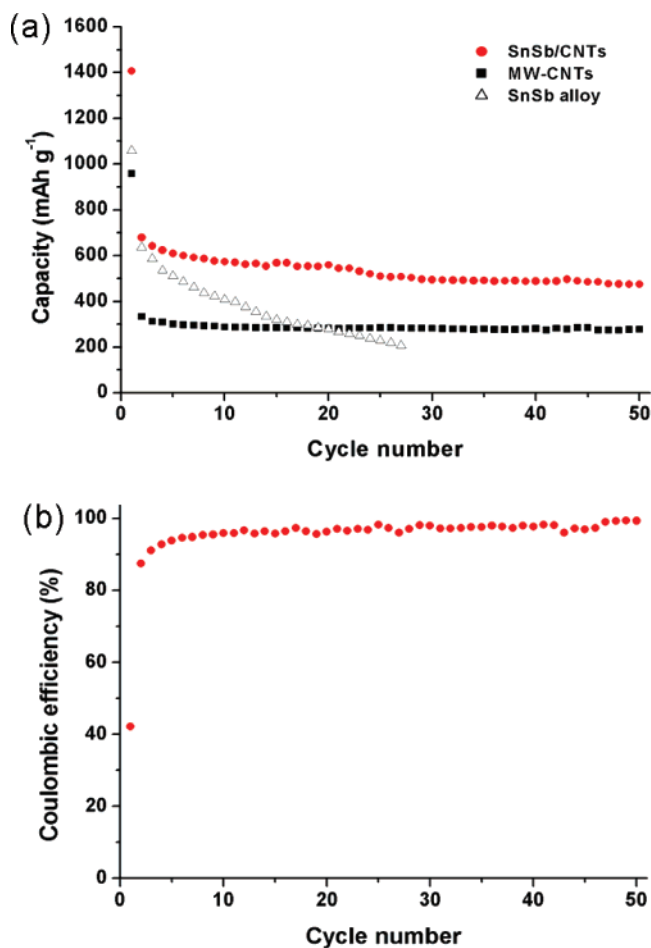 (a)
1600
1400
1200
1000
800
600
400
200
0
Capacity (mAh g⁻¹)
SnSb/CNTs
MW-CNTs
SnSb alloy
0 10 20 30 40 50
Cycle number
(b)
100
80
60
40
20
0
Coulombic efficiency (%)
0 10 20 30 40 50
Cycle number